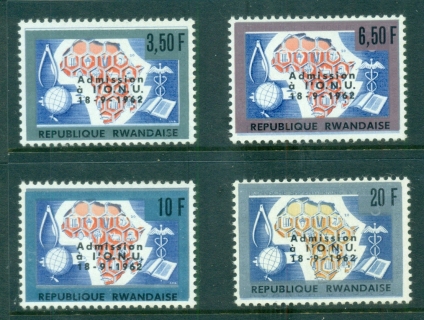 3,50 F
Admission
à l'O.N.U.
18-9-1962
REPUBLIQUE RWANDAISE
6,50 F
Admission
à l'O.N.U.
18-9-1962
REPUBLIQUE RWANDAISE
10 F
Admission
à l'O.N.U.
18-9-1962
REPUBLIQUE RWANDAISE
20 F
Admission
à l'O.N.U.
18-9-1962
REPUBLIQUE RWANDAISE